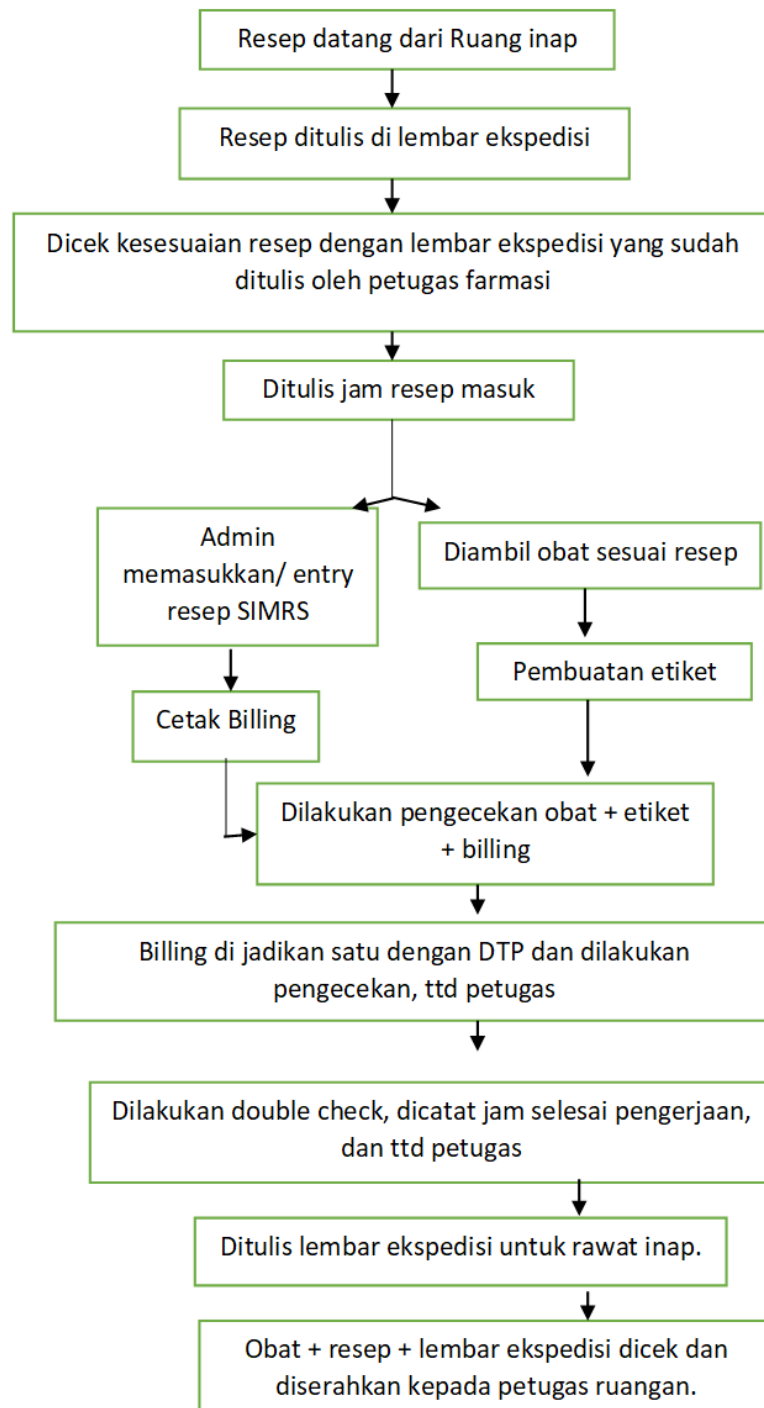 Resep datang dari Ruang inap
Resep ditulis di lembar ekspedisi
Dicek kesesuaian resep dengan lembar ekspedisi yang sudah
ditulis oleh petugas farmasi
Ditulis jam resep masuk
Admin
memasukkan/ entry
resep SIMRS
Diambil obat sesuai resep
Cetak Billing
Pembuatan etiket
Dilakukan pengecekan obat + etiket
+ billing
Billing di jadikan satu dengan DTP dan dilakukan
pengecekan, ttd petugas
Dilakukan double check, dicatat jam selesai pengerjaan,
dan ttd petugas
Ditulis lembar ekspedisi untuk rawat inap.
Obat + resep + lembar ekspedisi dicek dan
diserahkan kepada petugas ruangan.